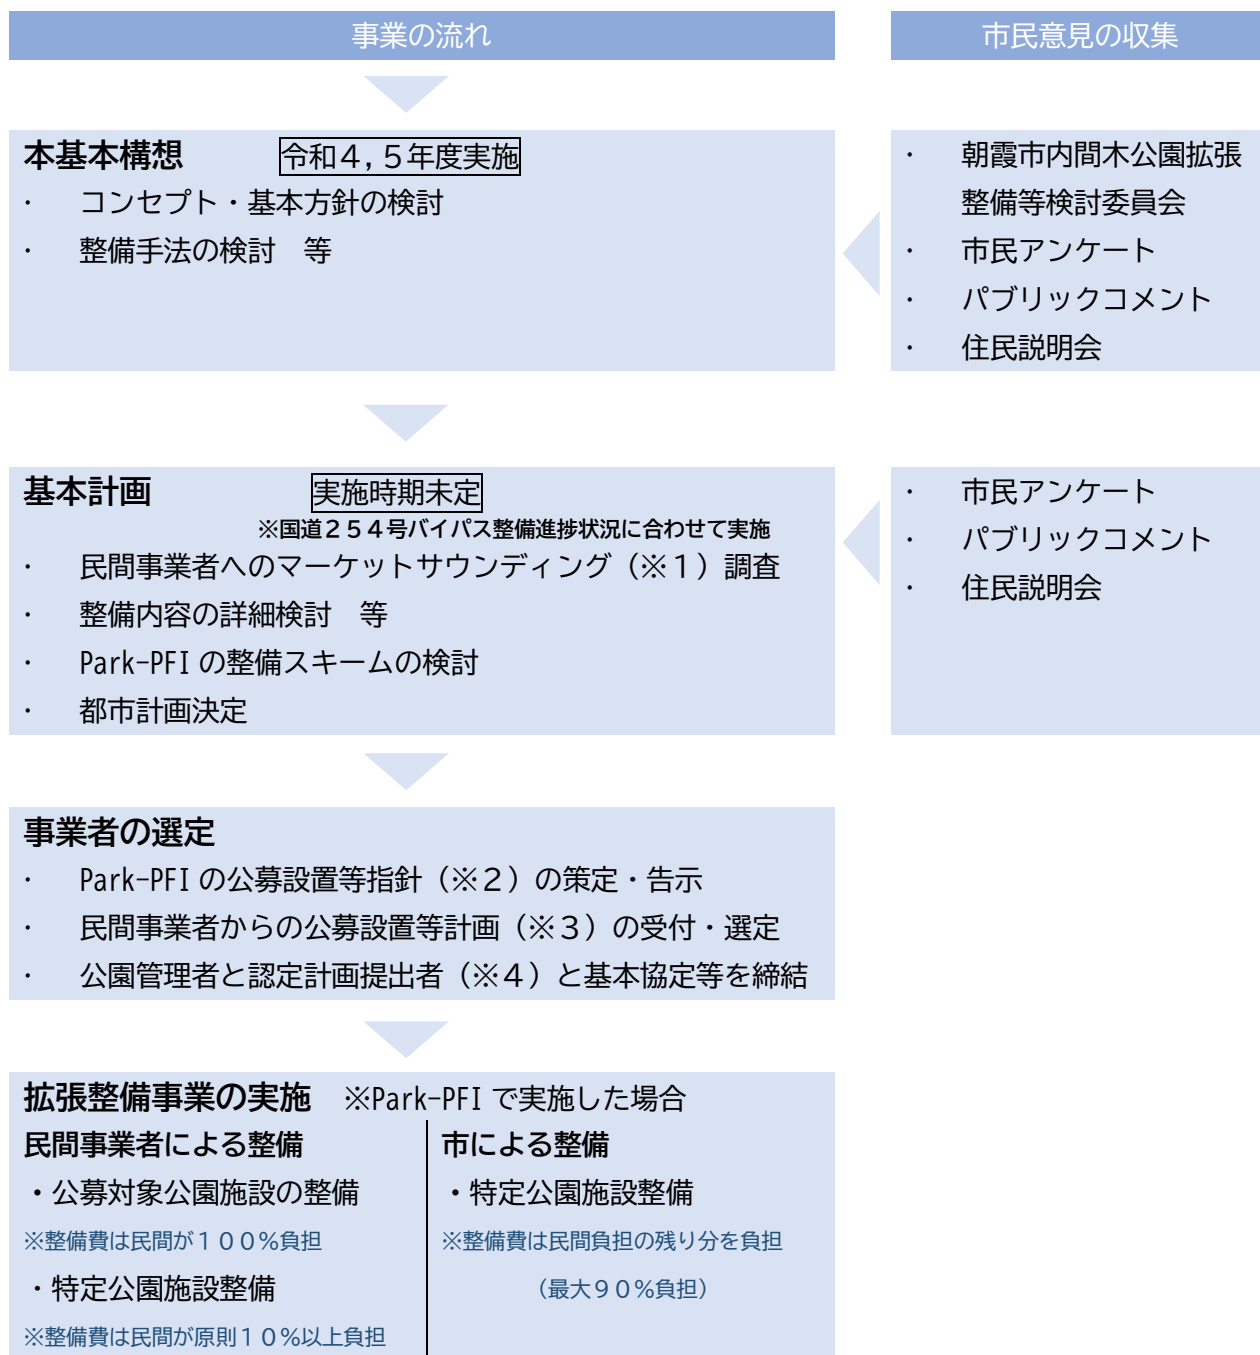 事業の流れ
市民意見の収集
本基本構想　令和４,５年度実施
・　コンセプト・基本方針の検討
・　整備手法の検討　等
・　朝霞市内間木公園拡張
整備等検討委員会
・　市民アンケート
・　パブリックコメント
・　住民説明会
基本計画　実施時期未定
※国道２５４号バイパス整備進捗状況に合わせて実施
・　民間事業者へのマーケットサウンディング（※１）調査
・　整備内容の詳細検討　等
・　Park-PFI の整備スキームの検討
・　都市計画決定
・　市民アンケート
・　パブリックコメント
・　住民説明会
事業者の選定
・　Park-PFI の公募設置等指針（※２）の策定・告示
・　民間事業者からの公募設置等計画（※３）の受付・選定
・　公園管理者と認定計画提出者（※４）と基本協定等を締結
拡張整備事業の実施　※Park-PFI で実施した場合
民間事業者による整備
・公募対象公園施設の整備
※整備費は民間が１００％負担
・特定公園施設整備
※整備費は民間が原則１０％以上負担
市による整備
・特定公園施設整備
※整備費は民間負担の残り分を負担
（最大９０％負担）